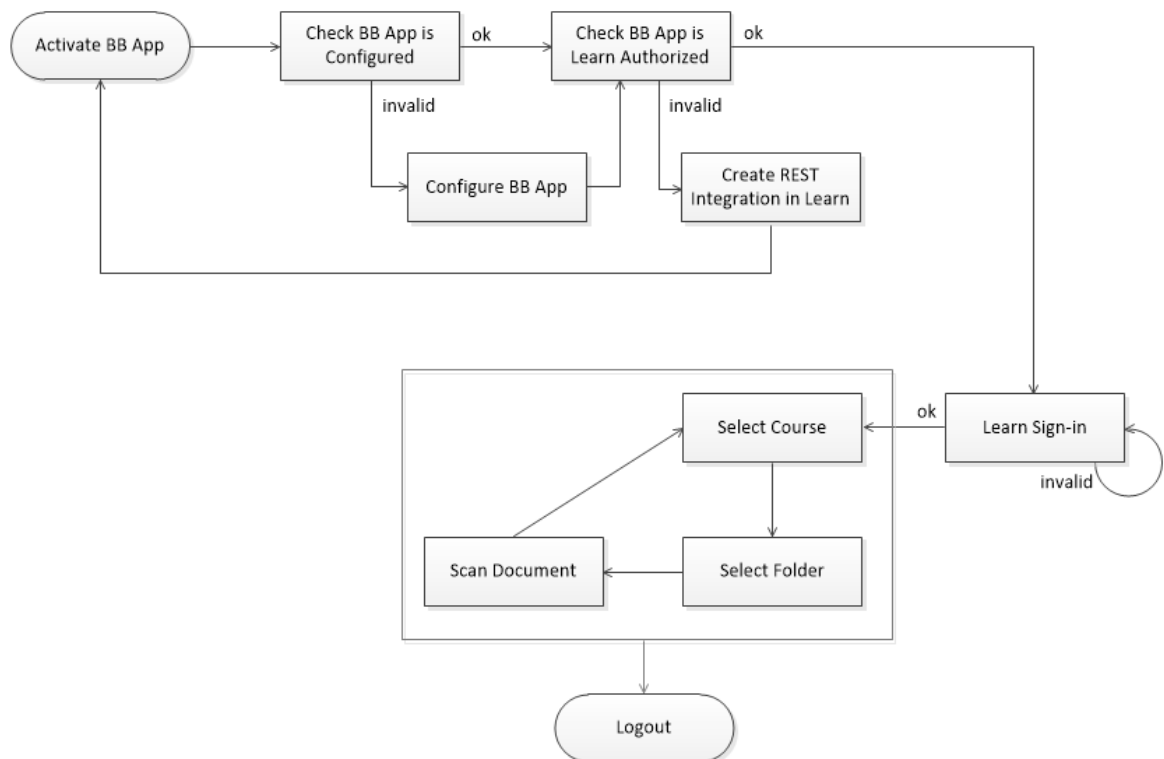 Activate BB App
Check BB App is
Configured
ok
Check BB App is
Learn Authorized
ok
invalid
invalid
Configure BB App
Create REST
Integration in Learn
Select Course
ok
Learn Sign-in
invalid
Scan Document
Select Folder
Logout